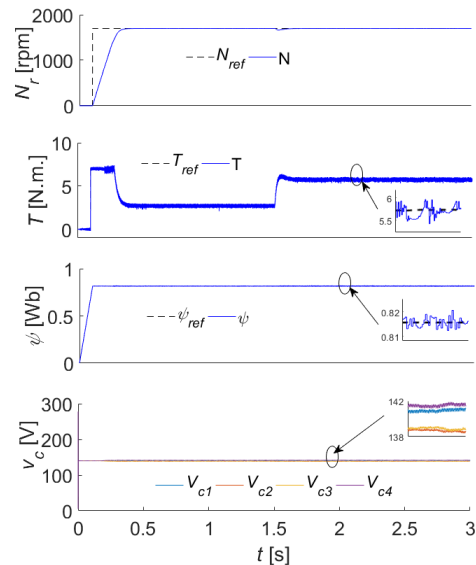 2000
1000
0
N_r [rpm]
N_ref N
10
5
0
T [N.m.]
T_ref T
6
5.5
1
0.5
0
ψ [Wb]
ψ_ref ψ
0.82
0.81
300
200
100
0
v_c [V]
142
138
V_c1 V_c2 V_c3 V_c4
0 0.5 1 1.5 2 2.5 3
t [s]